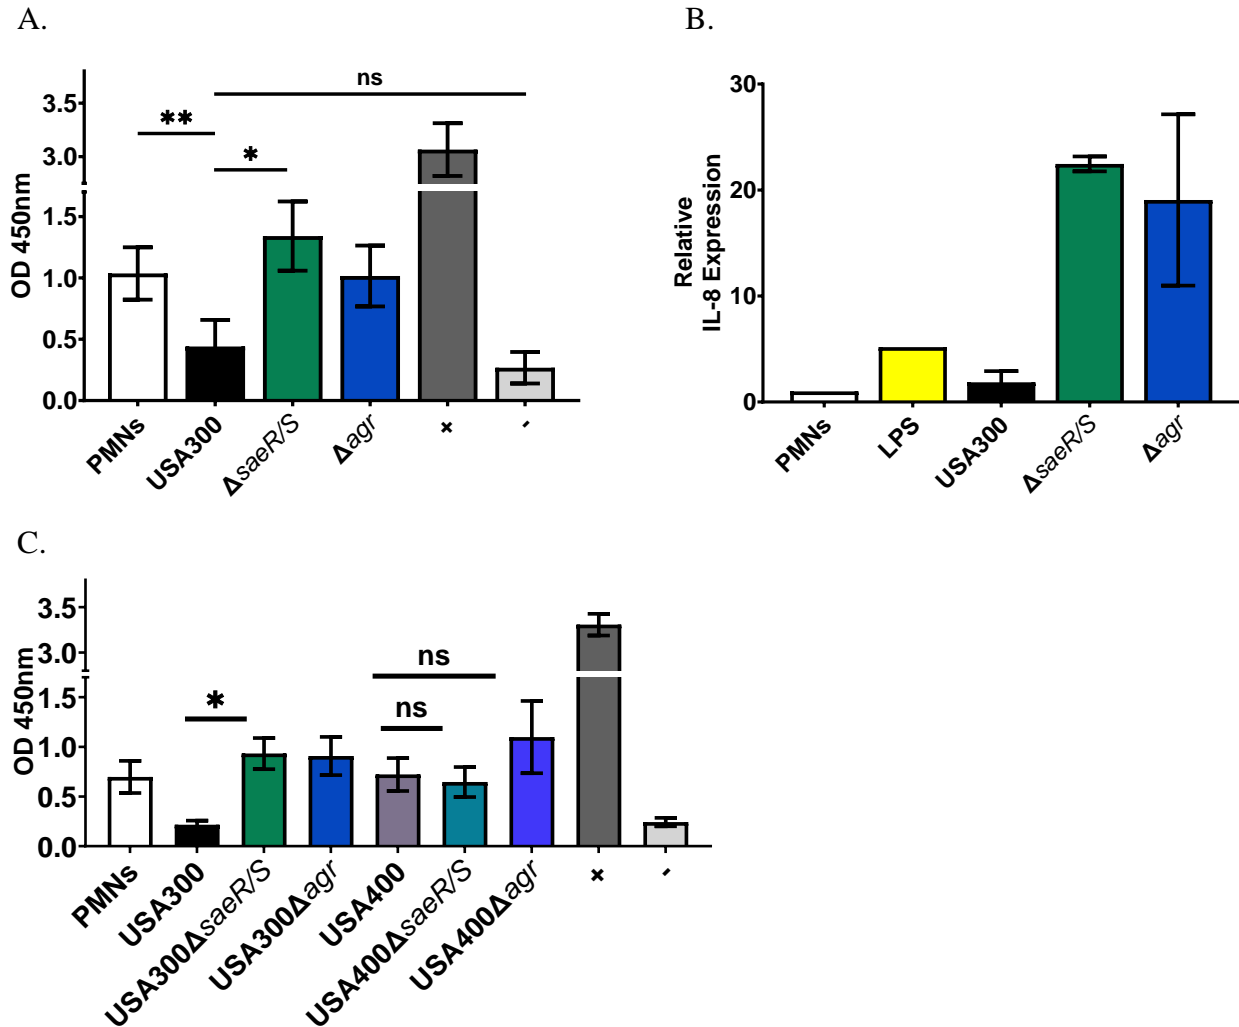 A.
ns
**
*
3.5
3.0
1.5
1.0
0.5
0.0
OD 450nm
PMNs
USA300
ΔsaeR/S
Δagr
+
-
B.
30
20
10
0
Relative
IL-8 Expression
PMNs
LPS
USA300
ΔsaeR/S
Δagr
C.
3.5
3.0
1.5
1.0
0.5
0.0
OD 450nm
*
ns
ns
PMNs
USA300
USA300ΔsaeR/S
USA300Δagr
USA400
USA400ΔsaeR/S
USA400Δagr
+
-